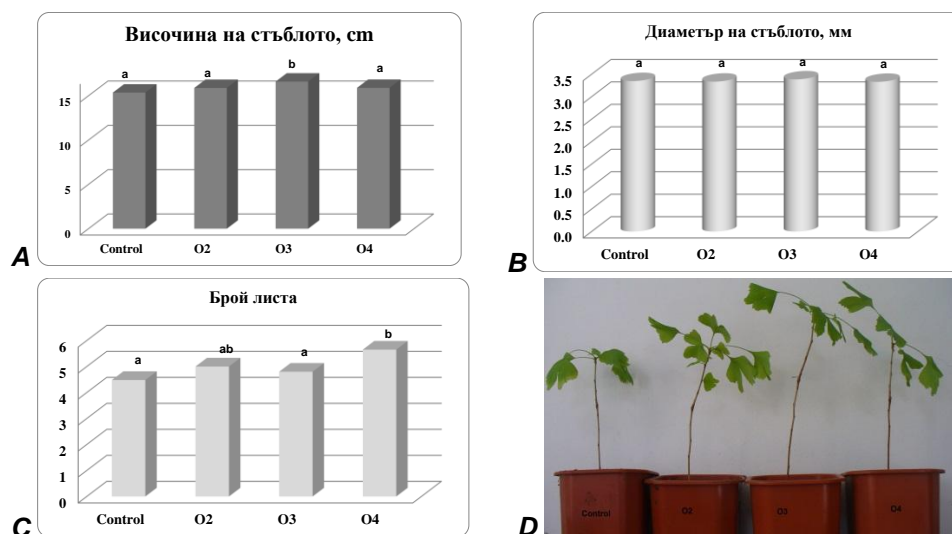 Височина на стъблото, cm
a a b a
15
10
5
0
Control O2 O3 O4
A
Диаметър на стъблото, мм
a a a a
3.5
3.0
2.5
2.0
1.5
1.0
0.5
0.0
Control O2 O3 O4
B
Брой листа
a ab a b
6
5
4
3
2
1
0
Control O2 O3 O4
C
Control O2 O3 O4
D